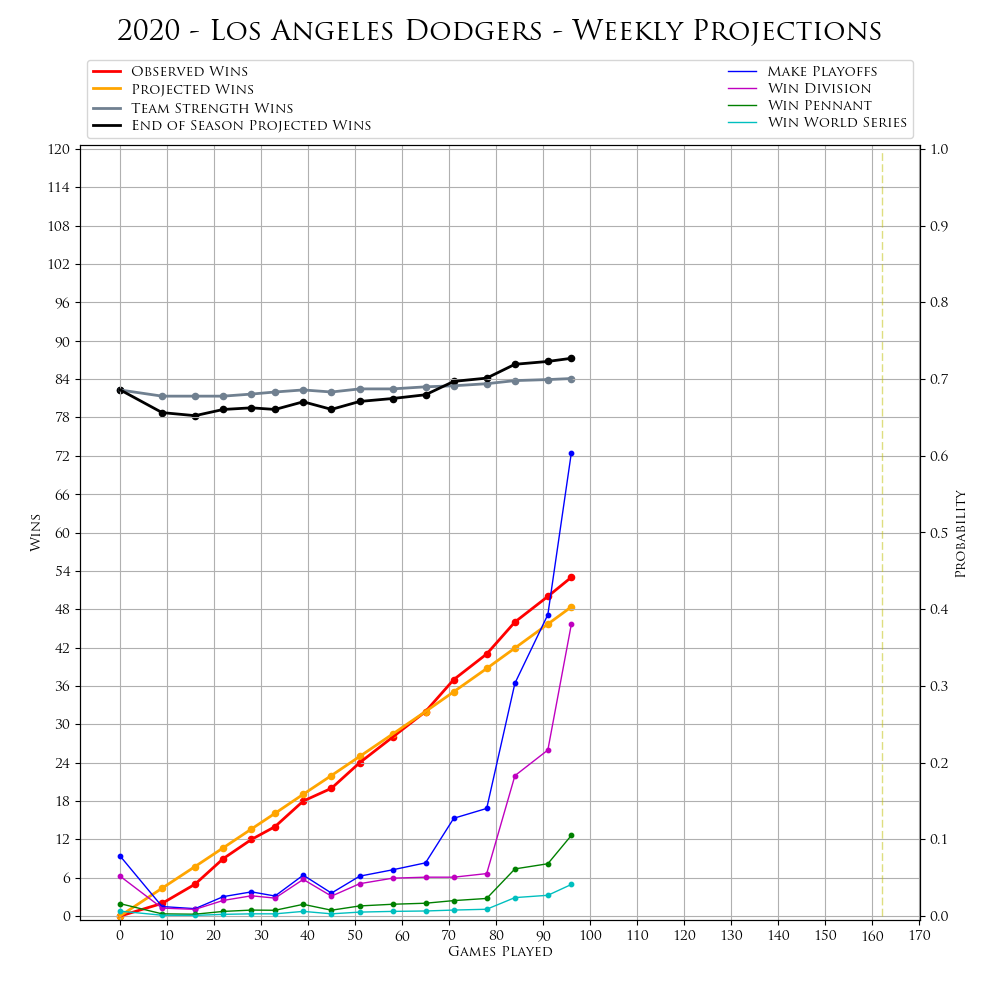 2020 - Los Angeles Dodgers - Weekly Projections
Observed Wins
Projected Wins
Team Strength Wins
End of Season Projected Wins
Make Playoffs
Win Division
Win Pennant
Win World Series
120
114
108
102
96
90
84
78
72
66
60
54
48
42
36
30
24
18
12
6
0
Wins
1.0
0.9
0.8
0.7
0.6
0.5
0.4
0.3
0.2
0.1
0.0
Probability
0 10 20 30 40 50 60 70 80 90 100 110 120 130 140 150 160 170
Games Played